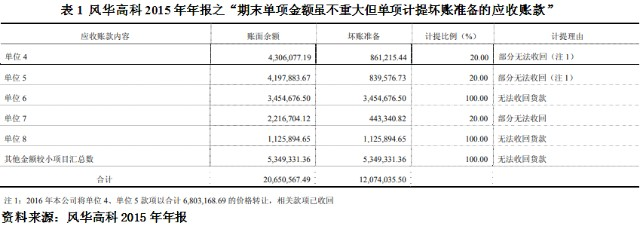 表 1 风华高科 2015 年年报之“期末单项金额虽不重大但单项计提坏账准备的应收账款”
应收账款内容 账面余额 坏账准备 计提比例（%） 计提理由
单位 4 4,306,077.19 861,215.44 20.00 部分无法收回（注 1）
单位 5 4,197,883.67 839,576.73 20.00 部分无法收回（注 1）
单位 6 3,454,676.50 3,454,676.50 100.00 无法收回货款
单位 7 2,216,704.12 443,340.82 20.00 部分无法收回
单位 8 1,125,894.65 1,125,894.65 100.00 无法收回货款
其他金额较小项目汇总数 5,349,331.36 5,349,331.36 100.00 无法收回货款
合计 20,650,567.49 12,074,035.50
注 1：2016 年本公司将单位 4、单位 5 款项以合计 6,803,168.69 的价格转让，相关款项已收回
资料来源：风华高科 2015 年年报